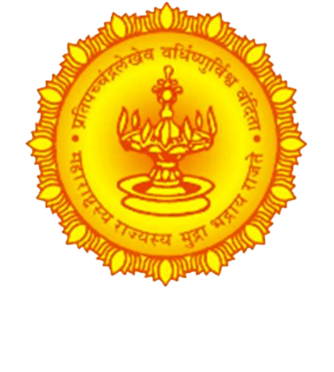 प्रतिपच्चंद्रलेखेव वर्धिष्णुर्विश्व वंदिता
महाराष्ट्रस्य राज्यस्य मुद्रा भद्राय राजते